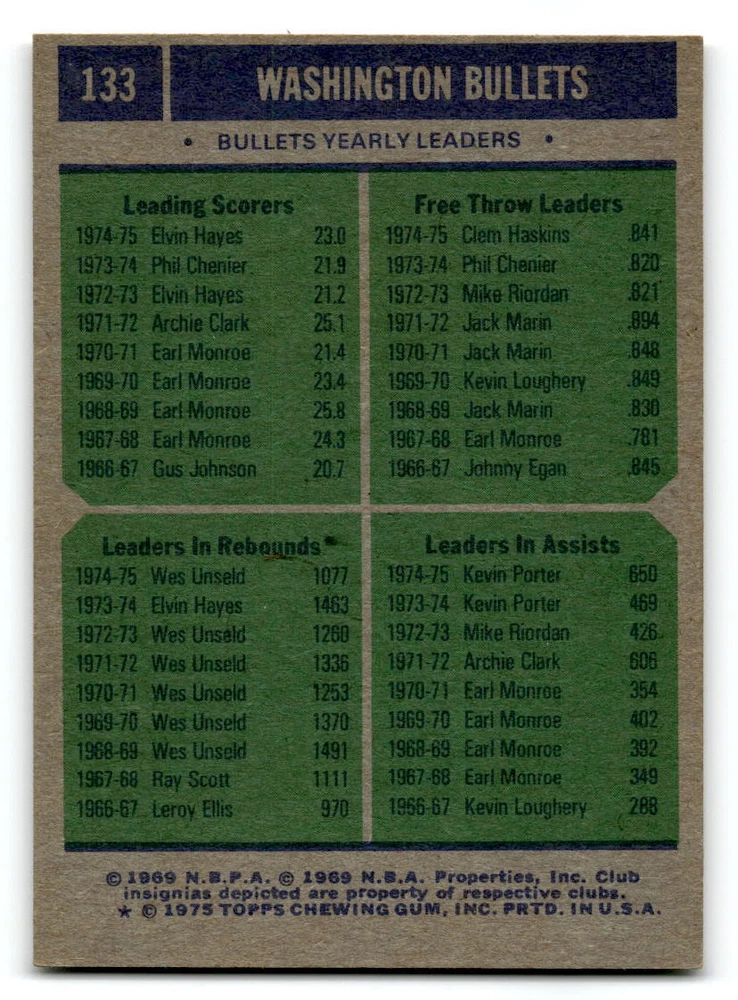 133 WASHINGTON BULLETS
• BULLETS YEARLY LEADERS •
Leading Scorers
1974-75 Elvin Hayes 23.0
1973-74 Phil Chenier 21.9
1972-73 Elvin Hayes 21.2
1971-72 Archie Clark 25.1
1970-71 Earl Monroe 21.4
1969-70 Earl Monroe 23.4
1968-69 Earl Monroe 25.8
1967-68 Earl Monroe 24.3
1966-67 Gus Johnson 20.7
Free Throw Leaders
1974-75 Clem Haskins .841
1973-74 Phil Chenier .820
1972-73 Mike Riordan .821
1971-72 Jack Marin .894
1970-71 Jack Marin .848
1969-70 Kevin Loughery .849
1968-69 Jack Marin .830
1967-68 Earl Monroe .781
1966-67 Johnny Egan .845
Leaders In Rebounds
1974-75 Wes Unseld 1077
1973-74 Elvin Hayes 1463
1972-73 Wes Unseld 1260
1971-72 Wes Unseld 1336
1970-71 Wes Unseld 1253
1969-70 Wes Unseld 1370
1968-69 Wes Unseld 1491
1967-68 Ray Scott 1111
1966-67 Leroy Ellis 970
Leaders In Assists
1974-75 Kevin Porter 650
1973-74 Kevin Porter 469
1972-73 Mike Riordan 426
1971-72 Archie Clark 606
1970-71 Earl Monroe 354
1969-70 Earl Monroe 402
1968-69 Earl Monroe 392
1967-68 Earl Monroe 349
1966-67 Kevin Loughery 288
© 1969 N.B.P.A. © 1969 N.B.A. Properties, Inc. Club
insignias depicted are property of respective clubs.
★ © 1975 TOPPS CHEWING GUM, INC. PRTD. IN U.S.A.